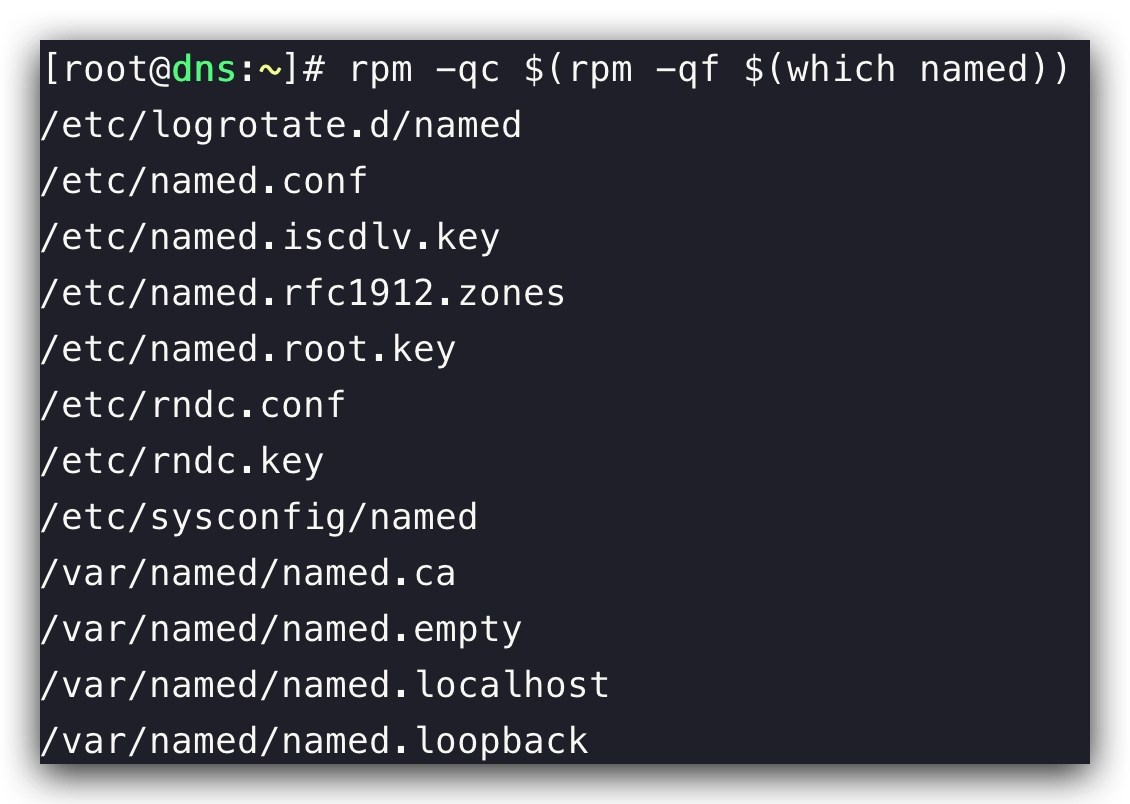 [root@dns:~]# rpm -qc $(rpm -qf $(which named))
/etc/logrotate.d/named
/etc/named.conf
/etc/named.iscdlv.key
/etc/named.rfc1912.zones
/etc/named.root.key
/etc/rndc.conf
/etc/rndc.key
/etc/sysconfig/named
/var/named/named.ca
/var/named/named.empty
/var/named/named.localhost
/var/named/named.loopback